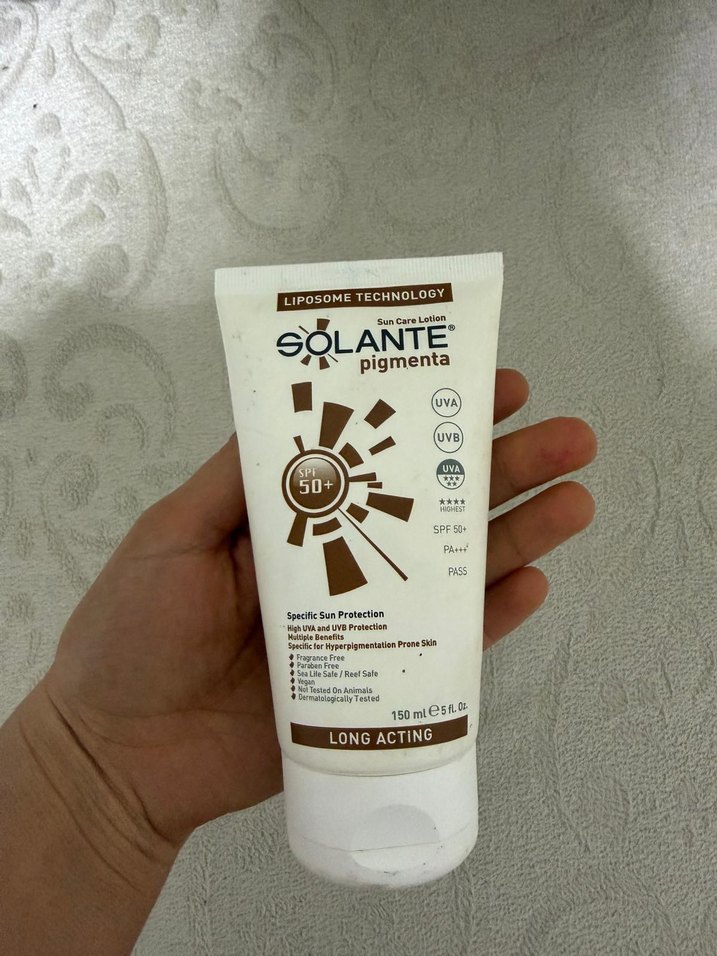 LIPOSOME TECHNOLOGY
Sun Care Lotion
SOLANTE®
pigmenta
UVA
UVB
UVA
HIGHEST
SPF
50+
SPF 50+
PA+++
PASS
Specific Sun Protection
High UVA and UVB Protection
Multiple Benefits
Specific for Hyperpigmentation Prone Skin
Fragrance Free
Paraben Free
Sea Life Safe / Reef Safe
Vegan
Not Tested On Animals
Dermatologically Tested
150 ml ℮ 5 fl. Oz.
LONG ACTING